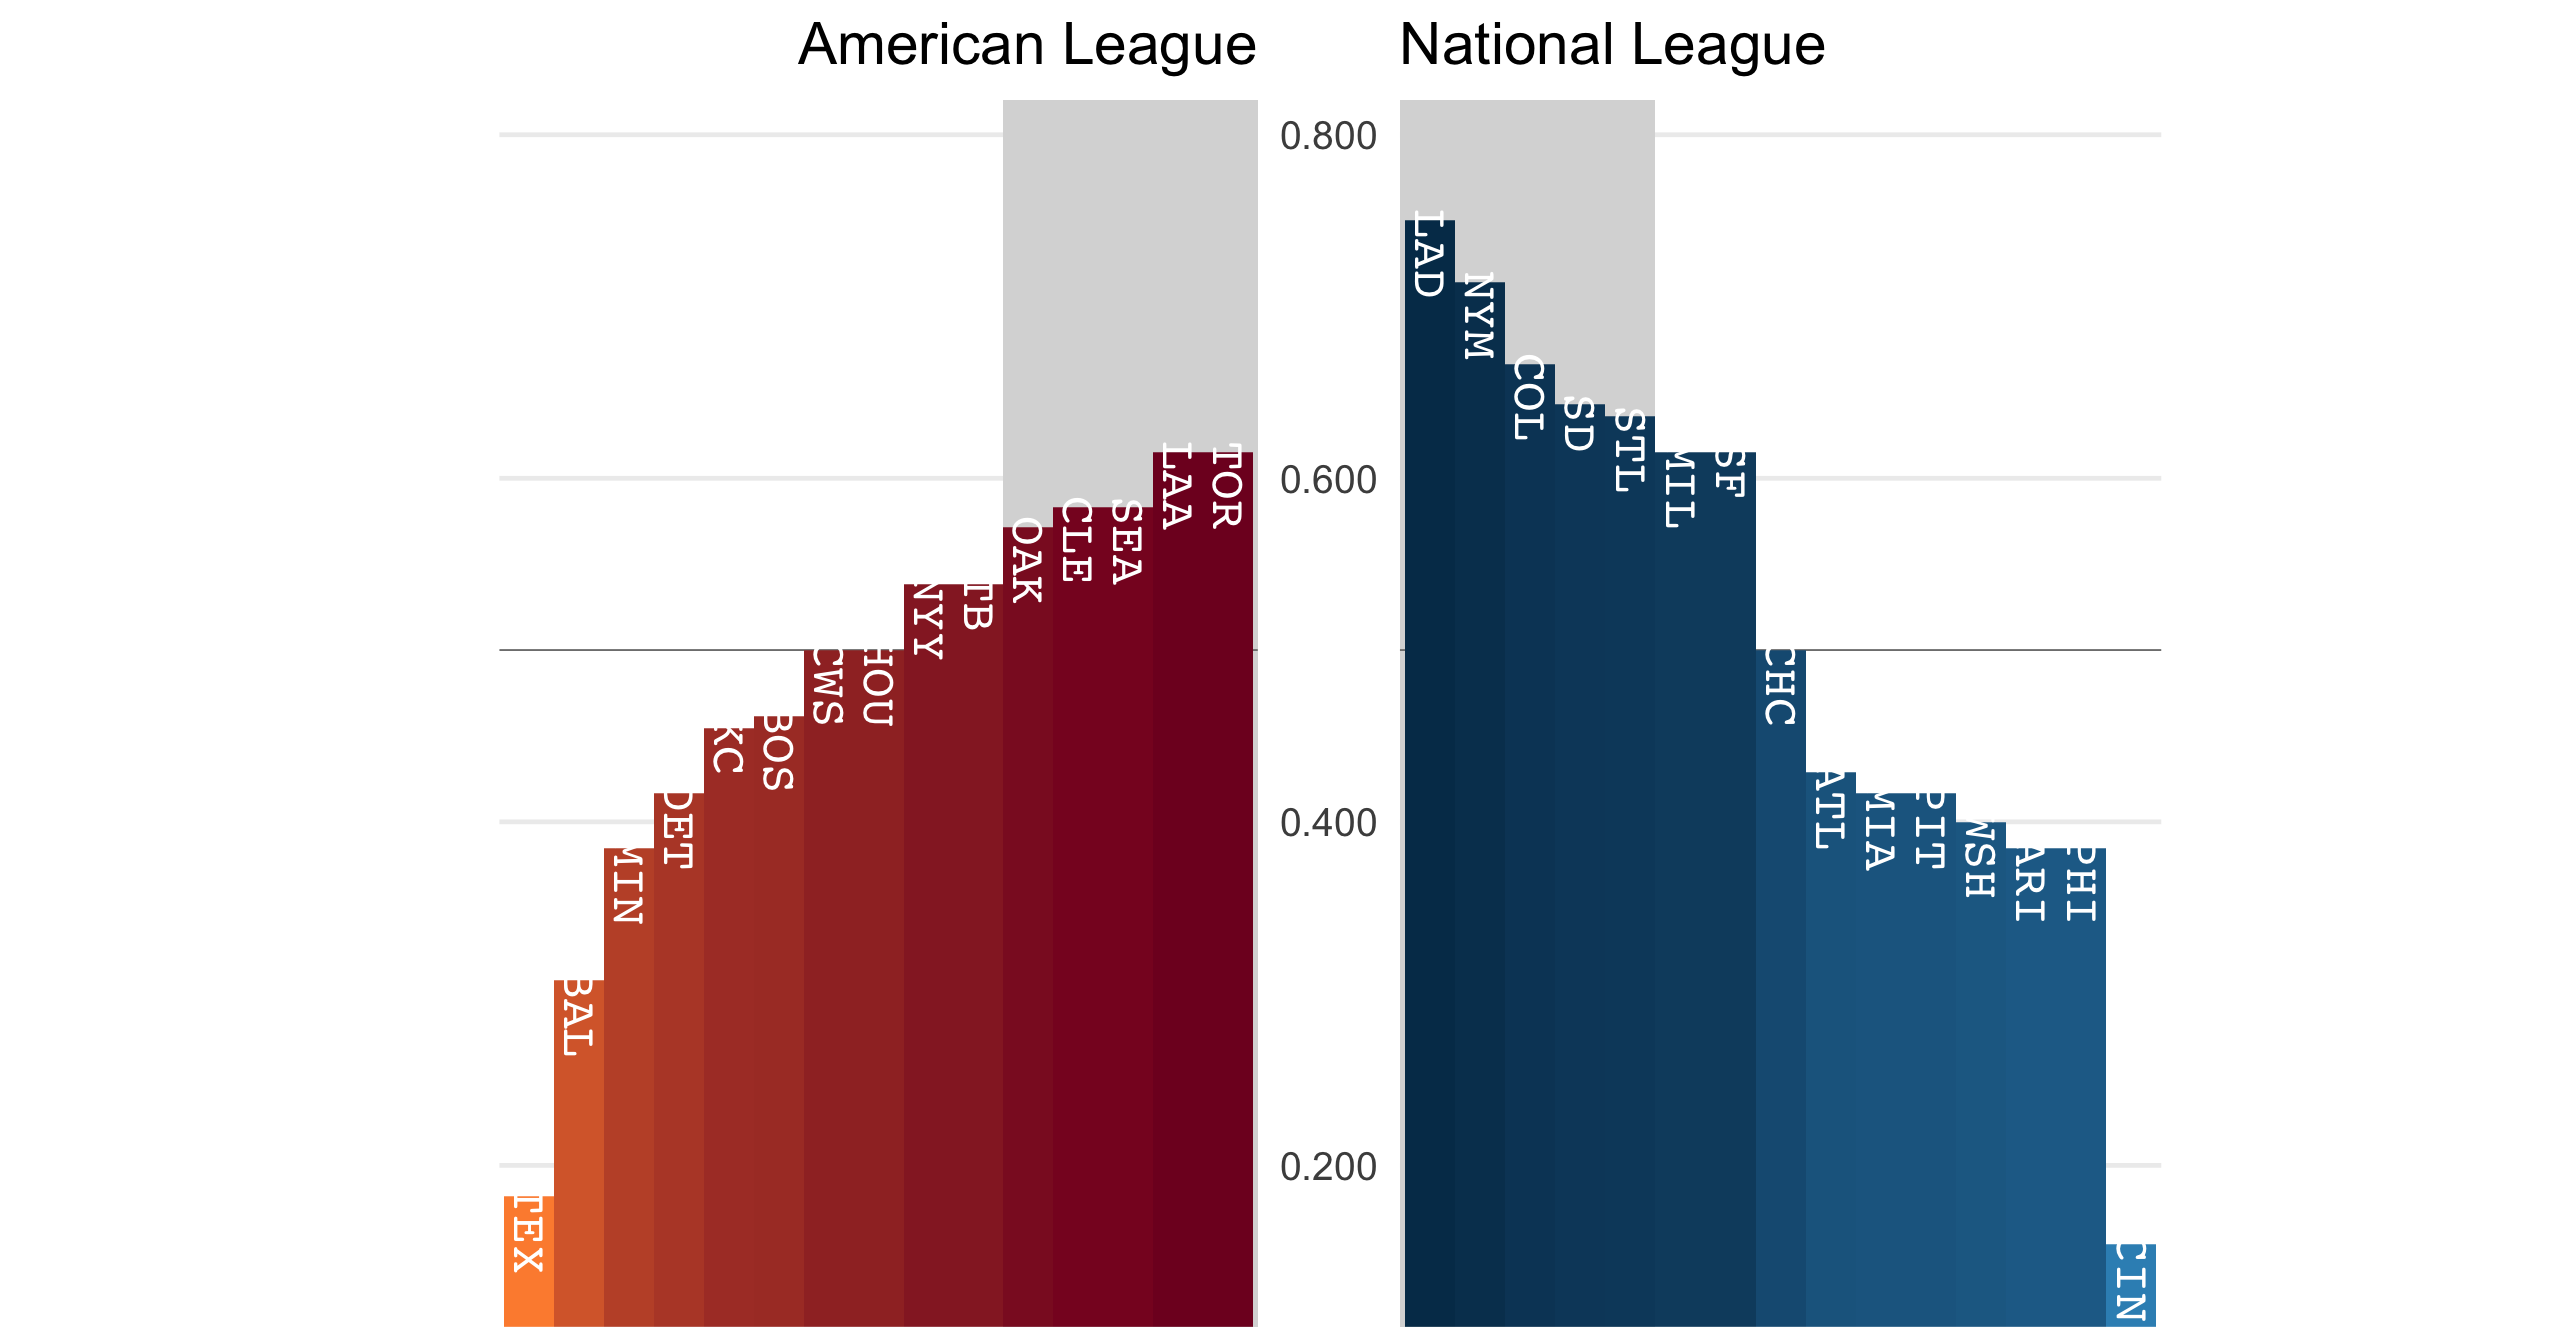 American League
National League
0.800
0.600
0.400
0.200
TEX
BAL
MIN
DET
KC
BOS
CWS
HOU
NYY
TB
OAK
CLE
SEA
LAA
TOR
LAD
NYM
COL
SD
STL
MIL
SF
CHC
ATL
MIA
PIT
WSH
ARI
PHI
CIN